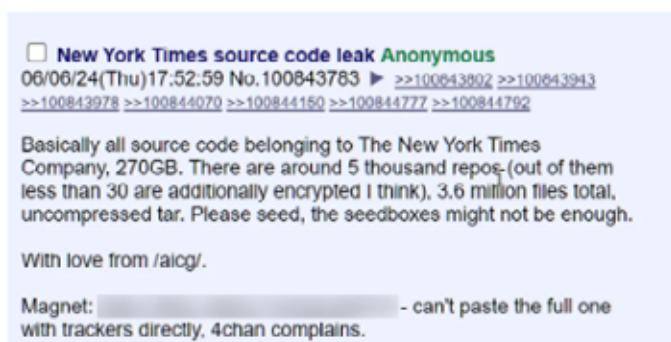 New York Times source code leak Anonymous
06/06/24(Thu)17:52:59 No.100843783 ▶ >>100843802 >>100843943
>>100843978 >>100844070 >>100844150 >>100844777 >>100844792
Basically all source code belonging to The New York Times
Company, 270GB. There are around 5 thousand repos (out of them
less than 30 are additionally encrypted I think), 3.6 million files total,
uncompressed tar. Please seed, the seedboxes might not be enough.
With love from /aicg/.
Magnet: - can't paste the full one
with trackers directly, 4chan complains.